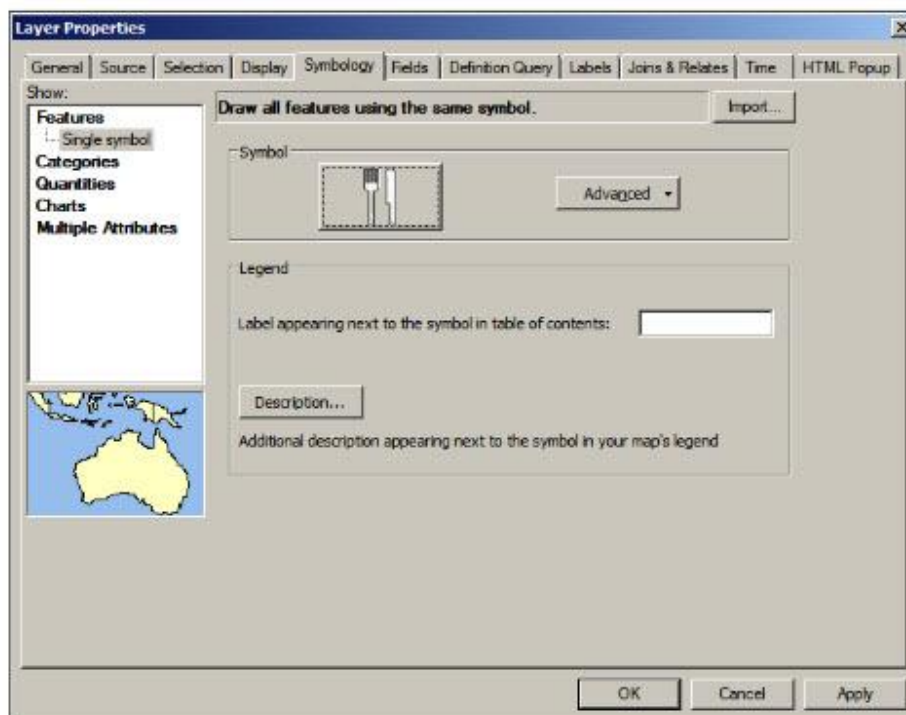 Layer Properties
General Source Selection Display Symbology Fields Definition Query Labels Joins & Relates Time HTML Popup
Show:
Features
Single symbol
Categories
Quantities
Charts
Multiple Attributes
Draw all features using the same symbol.
Import...
Symbol
Advanced
Legend
Label appearing next to the symbol in table of contents:
Description...
Additional description appearing next to the symbol in your map's legend
OK Cancel Apply